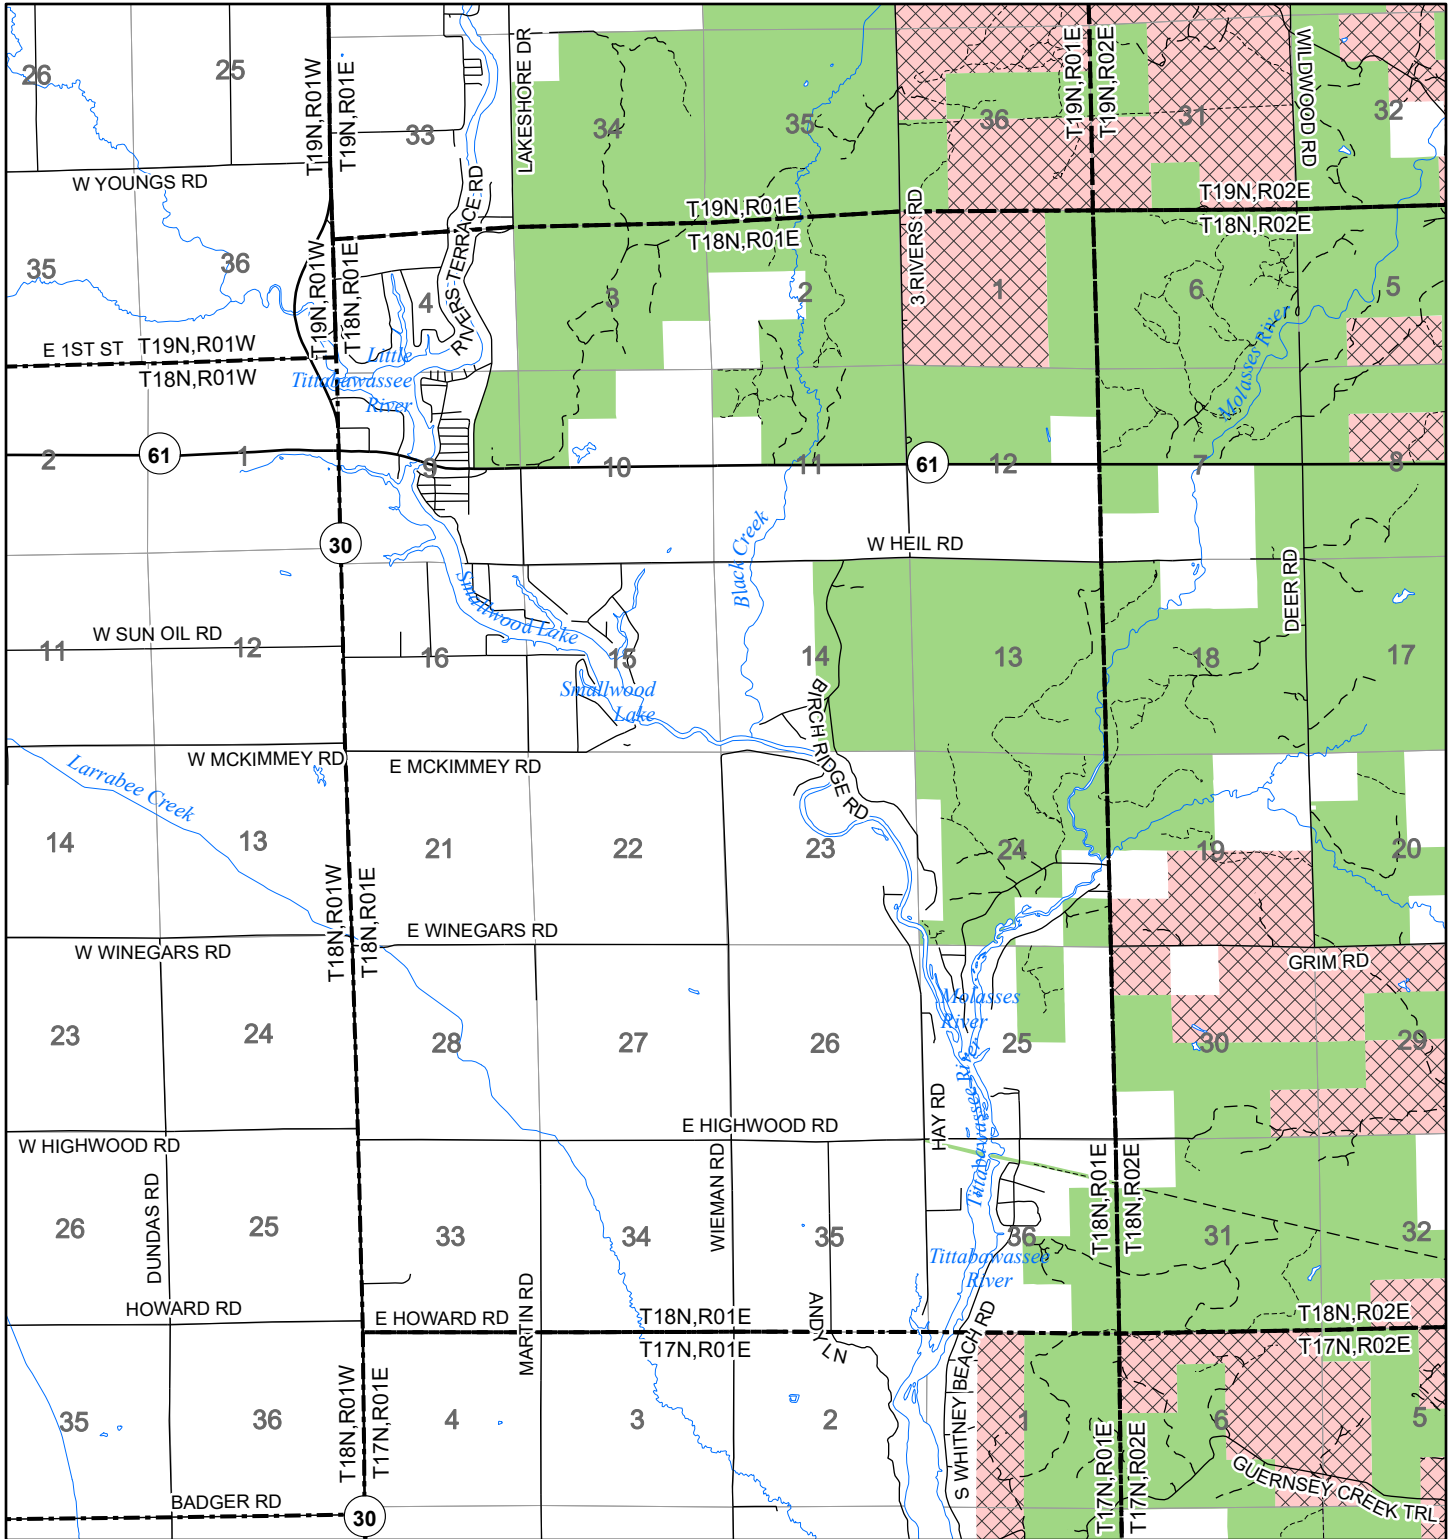 26
25
T19N,R01W
T19N,R01E
33
LAKESHORE DR
34
35
36
T19N,R01E
T19N,R02E
31
WILDWOOD RD
32
W YOUNGS RD
RIVERS-TERRACE RD
T19N,R01E
T18N,R01E
3 RIVERS RD
T19N,R02E
T18N,R02E
35
36
T19N,R01W
T18N,R01E
4
3
2
1
6
5
Molasses River
E 1ST ST
T19N,R01W
T18N,R01W
Little
Tittabawassee
River
2
61
1
9
10
11
61
12
7
8
30
Black Creek
W HEIL RD
DEER RD
Smallwood Lake
W SUN OIL RD
11
12
16
15
14
13
18
17
Smallwood
Lake
BIRCH RIDGE RD
W MCKIMMEY RD
E MCKIMMEY RD
Larrabee Creek
14
13
21
22
23
24
19
20
T18N,R01W
T18N,R01E
W WINEGARS RD
E WINEGARS RD
GRIM RD
Molasses
River
23
24
28
27
26
25
30
29
Tittabawassee River
HAY RD
W HIGHWOOD RD
E HIGHWOOD RD
DUNDAS RD
WIEMAN RD
T18N,R01E
T18N,R02E
26
25
33
34
35
36
31
32
Tittabawassee
River
HOWARD RD
E HOWARD RD
MARTIN RD
T18N,R01E
T17N,R01E
ANDY LN
S WHITNEY BEACH RD
T18N,R02E
T17N,R02E
35
36
T18N,R01W
T17N,R01E
4
3
2
1
6
5
T17N,R01E
T17N,R02E
GUERNSEY CREEK TRL
BADGER RD
30